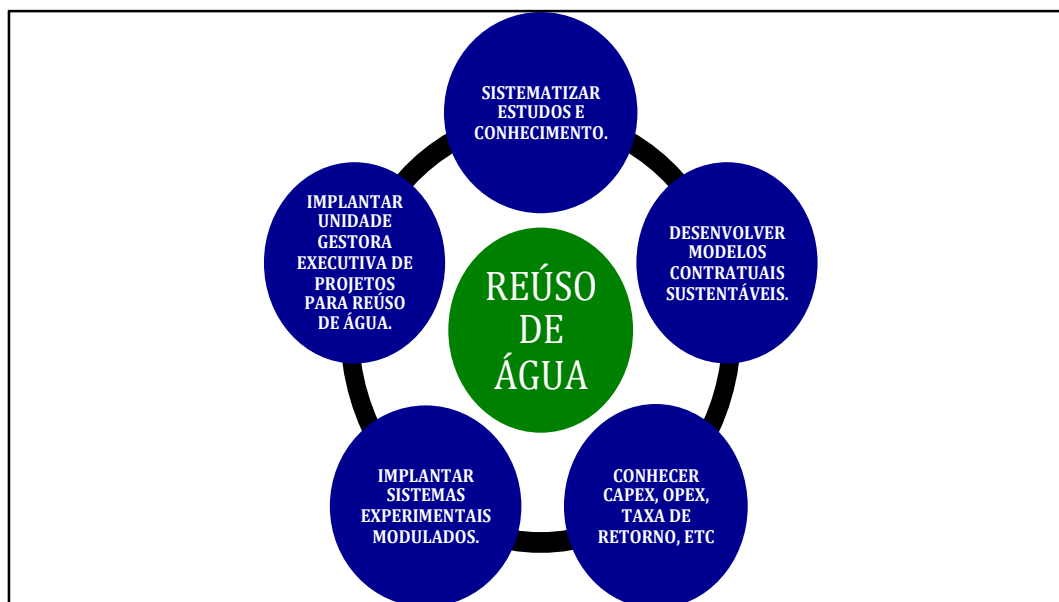 SISTEMATIZAR
ESTUDOS E
CONHECIMENTO.
DESENVOLVER
MODELOS
CONTRATUAIS
SUSTENTÁVEIS.
CONHECER
CAPEX, OPEX,
TAXA DE
RETORNO, ETC
IMPLANTAR
SISTEMAS
EXPERIMENTAIS
MODULADOS.
IMPLANTAR
UNIDADE
GESTORA
EXECUTIVA DE
PROJETOS
PARA REÚSO
DE ÁGUA.
REÚSO
DE
ÁGUA